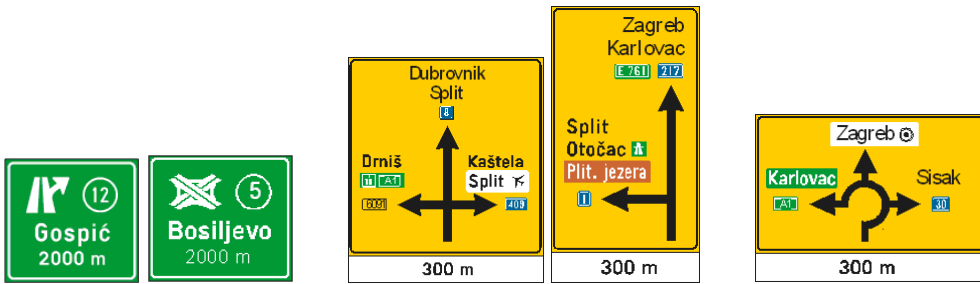 12
Gospić
2000 m
5
Bosiljevo
2000 m
Dubrovnik
Split
8
Drniš
Kaštela
A1
Split
6091
409
300 m
Zagreb
Karlovac
E 761 217
Split
Otočac
Plit. jezera
1
300 m
Zagreb
Karlovac
Sisak
A1
30
300 m